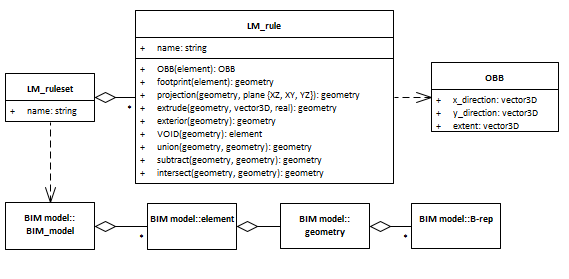 LM_rule
+ name: string
+ OBB(element): OBB
+ footprint(element): geometry
+ projection(geometry, plane {XZ, XY, YZ}): geometry
+ extrude(geometry, vector3D, real): geometry
+ exterior(geometry): geometry
+ VOID(geometry): element
+ union(geometry, geometry): geometry
+ subtract(geometry, geometry): geometry
+ intersect(geometry, geometry): geometry
LM_ruleset
+ name: string
*
OBB
+ x_direction: vector3D
+ y_direction: vector3D
+ extent: vector3D
BIM model::
BIM_model
*
BIM model::element
BIM model::
geometry
*
BIM model::B-rep